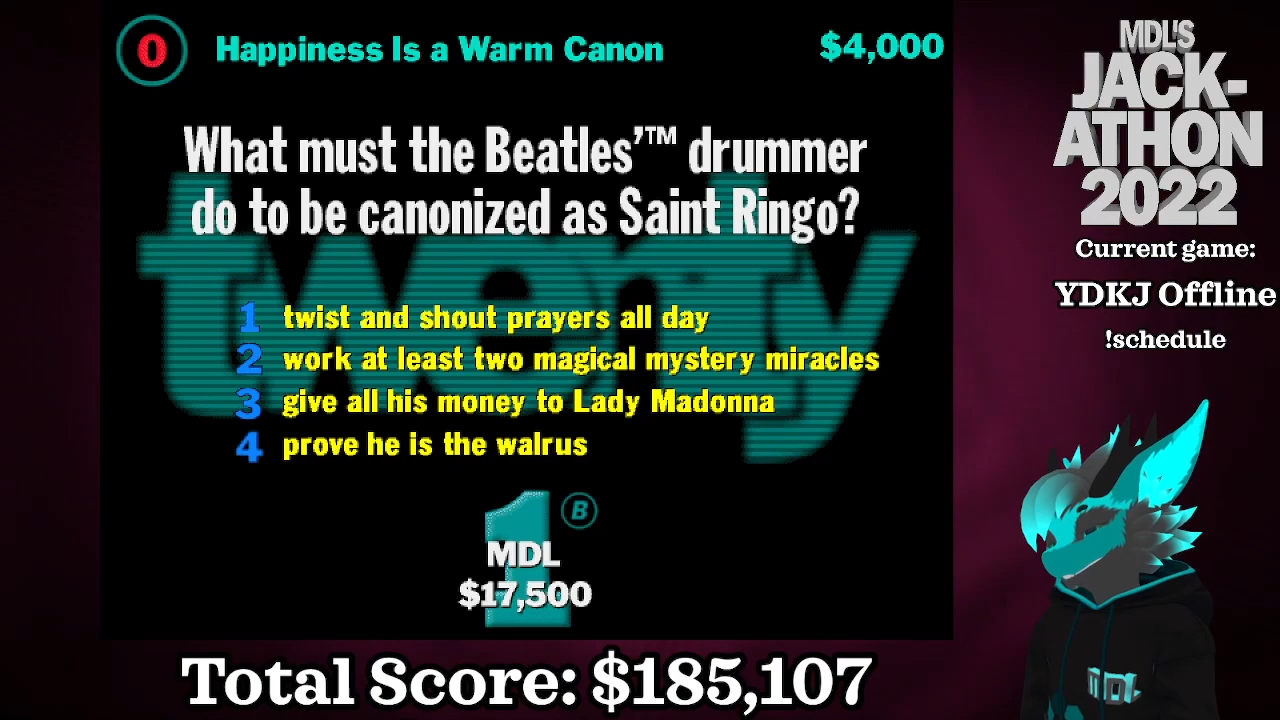 0 Happiness Is a Warm Canon $4,000
What must the Beatles'™ drummer
do to be canonized as Saint Ringo?
twenty
1 twist and shout prayers all day
2 work at least two magical mystery miracles
3 give all his money to Lady Madonna
4 prove he is the walrus
1 B
MDL
$17,500
Total Score: $185,107
MDL'S
JACK-
ATHON
2022
Current game:
YDKJ Offline
!schedule
MDL